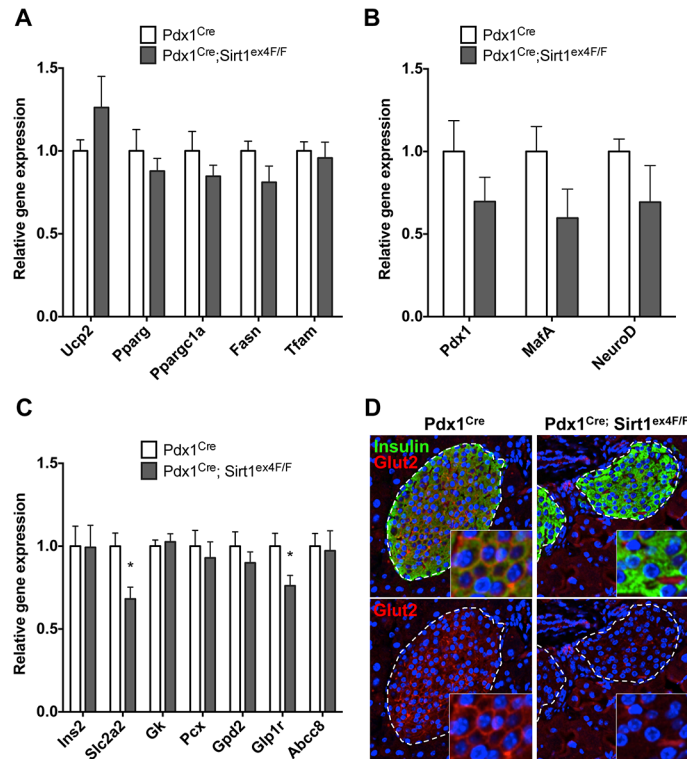 A
Pdx1Cre
Pdx1Cre;Sirt1ex4F/F
Relative gene expression
1.5
1.0
0.5
0.0
Ucp2
Pparg
Ppargc1a
Fasn
Tfam
B
Pdx1Cre
Pdx1Cre;Sirt1ex4F/F
Relative gene expression
1.5
1.0
0.5
0.0
Pdx1
MafA
NeuroD
C
Pdx1Cre
Pdx1Cre; Sirt1ex4F/F
Relative gene expression
1.5
1.0
0.5
0.0
*
*
Ins2
Slc2a2
Gk
Pcx
Gpd2
Glp1r
Abcc8
D
Pdx1Cre
Pdx1Cre; Sirt1ex4F/F
Insulin
Glut2
Glut2